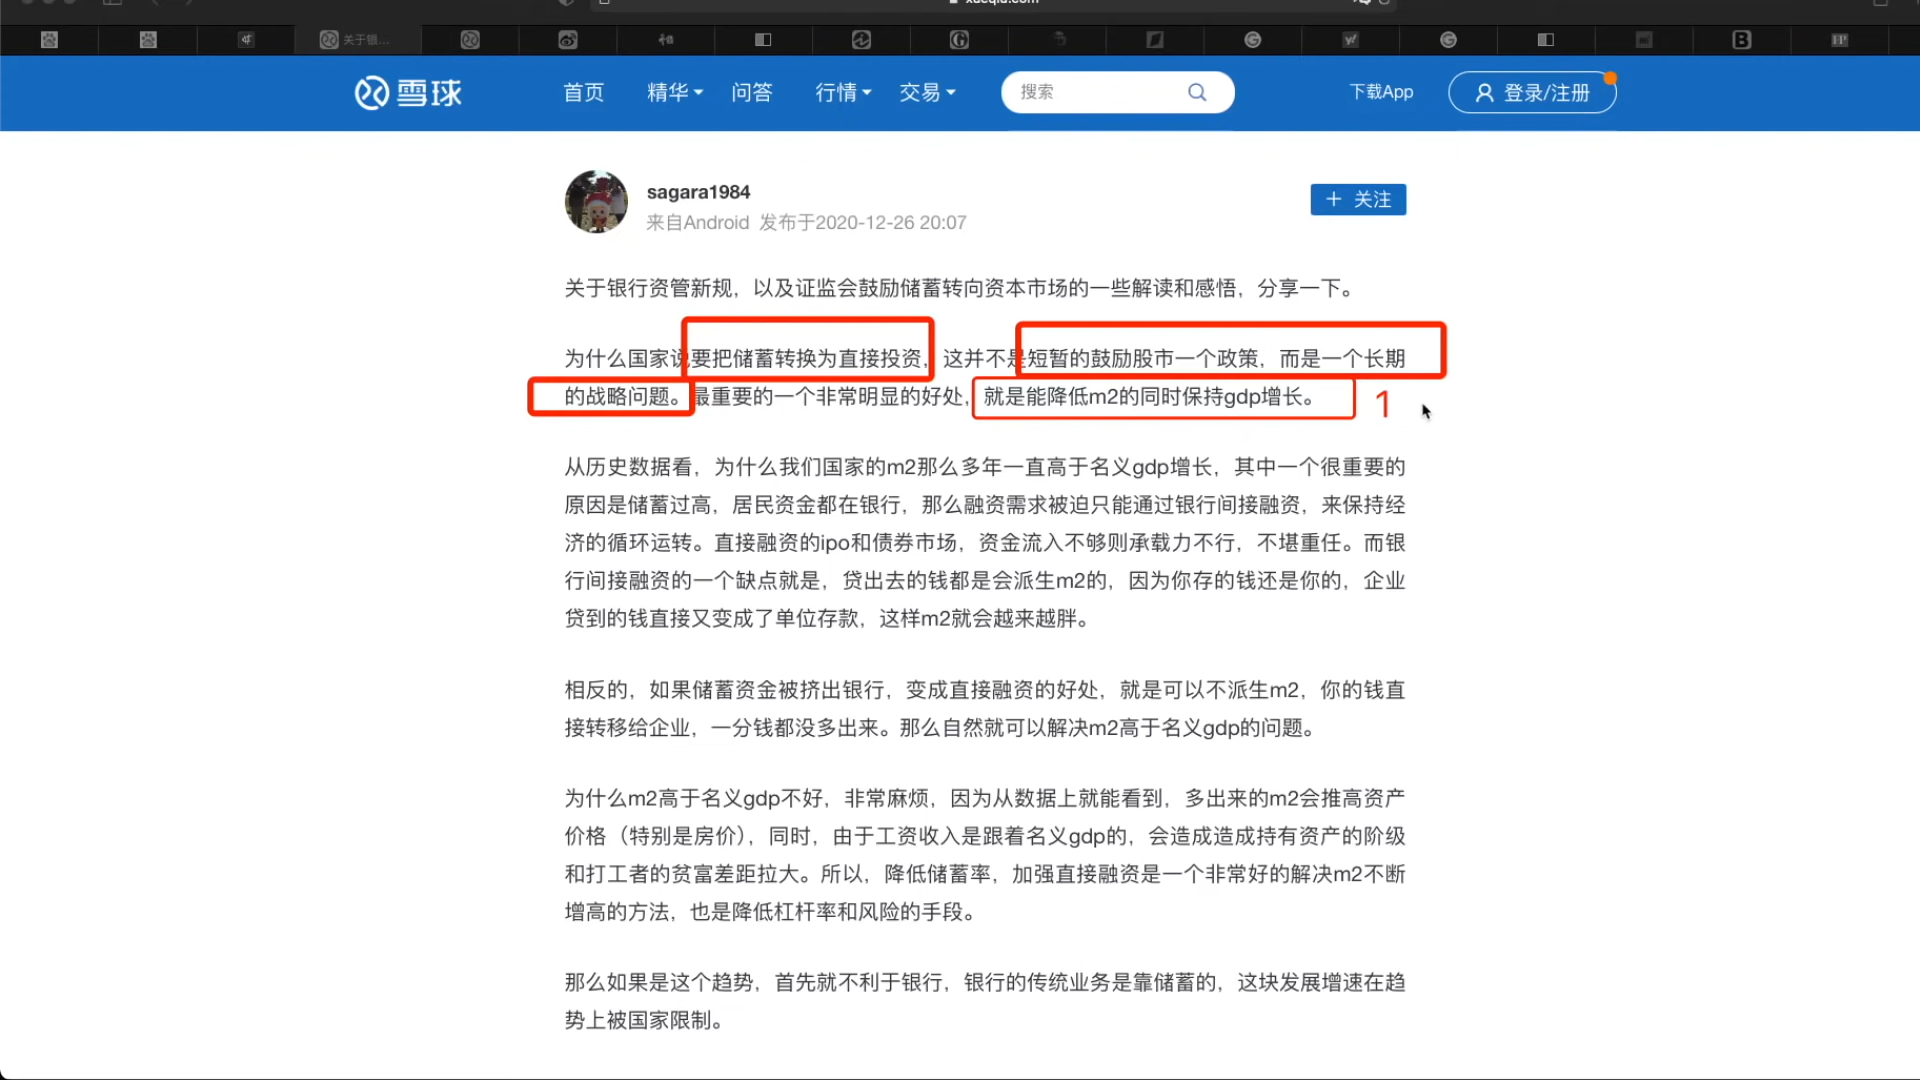 关于银...
雪球
首页 精华 问答 行情 交易 搜索 下载App 登录/注册
sagara1984
来自Android 发布于2020-12-26 20:07
+ 关注
关于银行资管新规，以及证监会鼓励储蓄转向资本市场的一些解读和感悟，分享一下。
为什么国家说要把储蓄转换为直接投资，这并不是短暂的鼓励股市一个政策，而是一个长期
的战略问题。最重要的一个非常明显的好处，就是能降低m2的同时保持gdp增长。 1
从历史数据看，为什么我们国家的m2那么多年一直高于名义gdp增长，其中一个很重要的
原因是储蓄过高，居民资金都在银行，那么融资需求被迫只能通过银行间接融资，来保持经
济的循环运转。直接融资的ipo和债券市场，资金流入不够则承载力不行，不堪重任。而银
行间接融资的一个缺点就是，贷出去的钱都是会派生m2的，因为你存的钱还是你的，企业
贷到的钱直接又变成了单位存款，这样m2就会越来越胖。
相反的，如果储蓄资金被挤出银行，变成直接融资的好处，就是可以不派生m2，你的钱直
接转移给企业，一分钱都没多出来。那么自然就可以解决m2高于名义gdp的问题。
为什么m2高于名义gdp不好，非常麻烦，因为从数据上就能看到，多出来的m2会推高资产
价格（特别是房价），同时，由于工资收入是跟着名义gdp的，会造成造成持有资产的阶级
和打工者的贫富差距拉大。所以，降低储蓄率，加强直接融资是一个非常好的解决m2不断
增高的方法，也是降低杠杆率和风险的手段。
那么如果是这个趋势，首先就不利于银行，银行的传统业务是靠储蓄的，这块发展增速在趋
势上被国家限制。